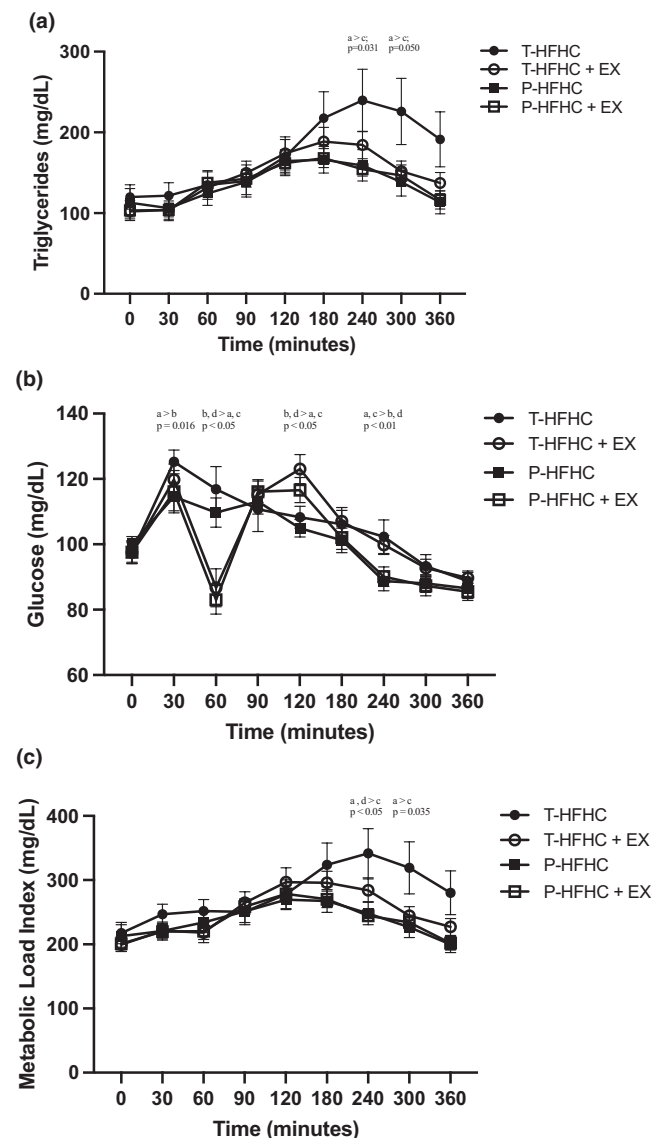 (a)
a > c;
p=0.031
a > c;
p=0.050
300
200
100
0
Triglycerides (mg/dL)
T-HFHC
T-HFHC + EX
P-HFHC
P-HFHC + EX
0 30 60 90 120 180 240 300 360
Time (minutes)
(b)
a > b
p = 0.016
b, d > a, c
p < 0.05
b, d > a, c
p < 0.05
a, c > b, d
p < 0.01
140
120
100
80
60
Glucose (mg/dL)
T-HFHC
T-HFHC + EX
P-HFHC
P-HFHC + EX
0 30 60 90 120 180 240 300 360
Time (minutes)
(c)
a , d > c
p < 0.05
a > c
p = 0.035
400
300
200
100
0
Metabolic Load Index (mg/dL)
T-HFHC
T-HFHC + EX
P-HFHC
P-HFHC + EX
0 30 60 90 120 180 240 300 360
Time (minutes)